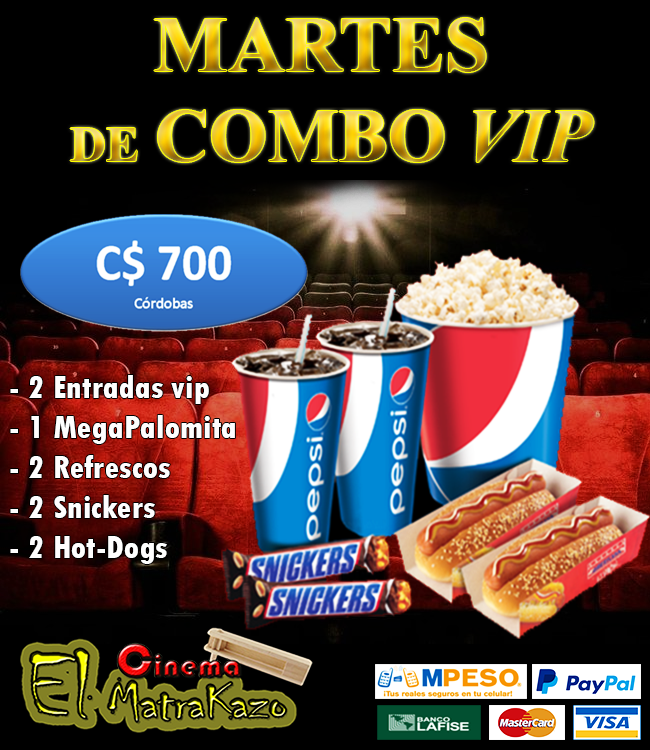 MARTES
DE COMBO VIP
C$ 700
Córdobas
- 2 Entradas vip
- 1 MegaPalomita
- 2 Refrescos
- 2 Snickers
- 2 Hot-Dogs
pepsi
pepsi
SNICKERS
SNICKERS
Cinema
El MatraKazo
MPESO
¡Tus reales seguros en tu celular!
PayPal
BANCO
LAFISE
MasterCard
VISA